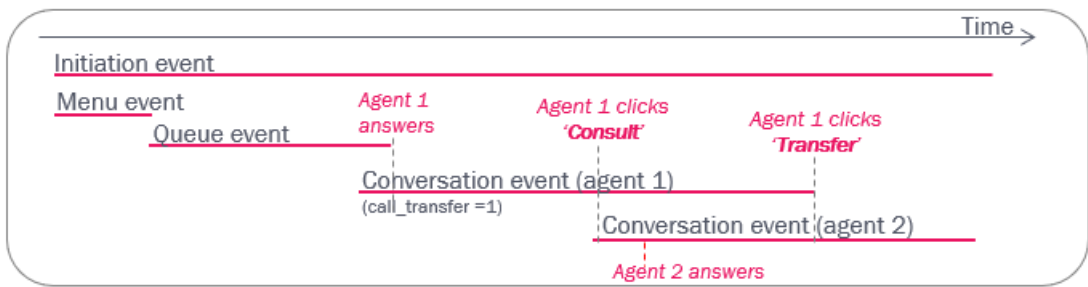 Time
Initiation event
Menu event
Agent 1
answers
Agent 1 clicks
‘Consult’
Agent 1 clicks
‘Transfer’
Queue event
Conversation event (agent 1)
(call_transfer =1)
Conversation event (agent 2)
Agent 2 answers